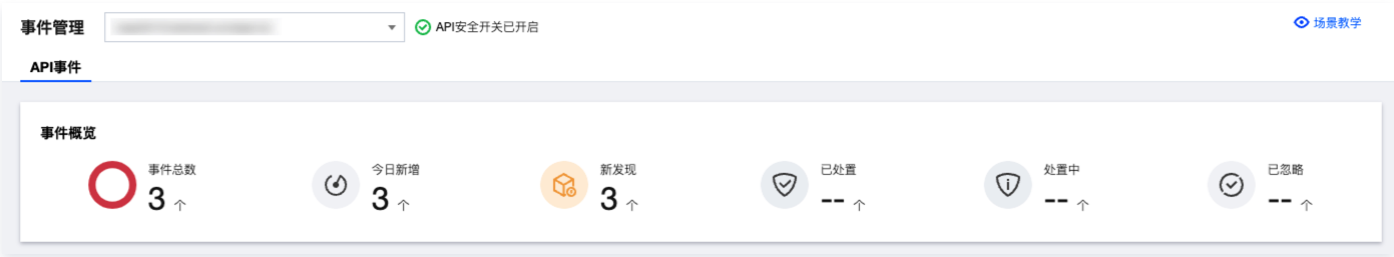 事件管理 API安全开关已开启 场景教学
API事件
事件概览
事件总数 今日新增 新发现 已处置 处置中 已忽略
3 个 3 个 3 个 -- 个 -- 个 -- 个